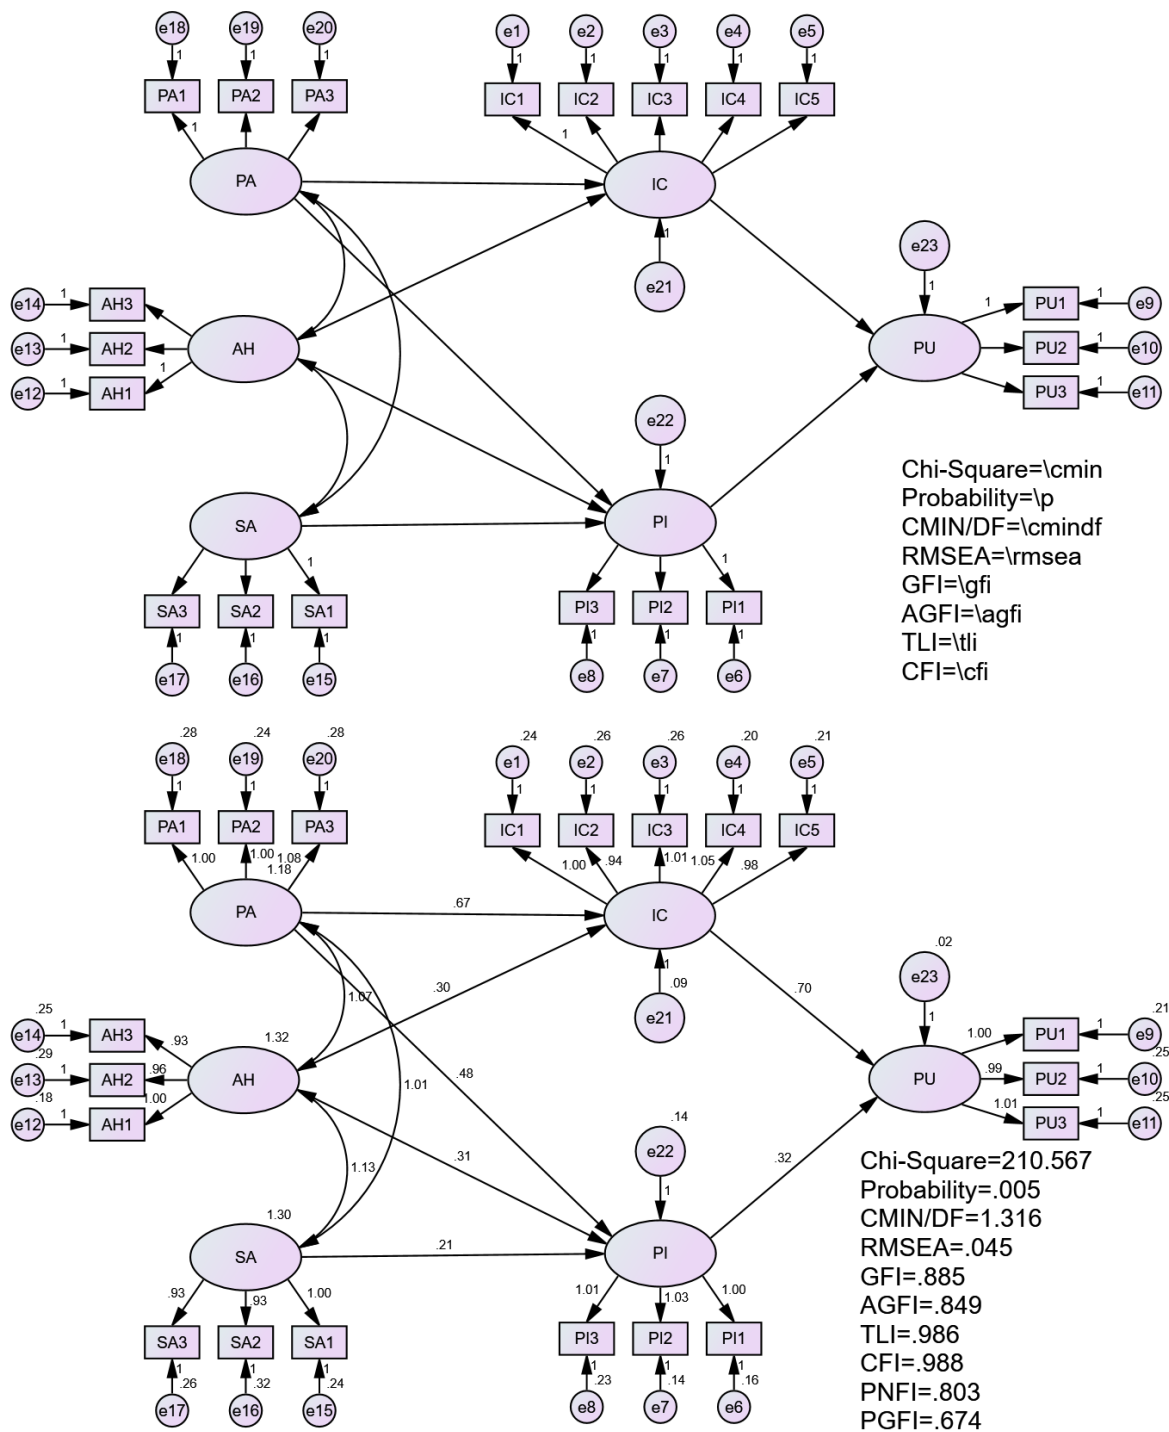 e18 e19 e20 e1 e2 e3 e4 e5
1 1 1 1 1 1 1 1
PA1 PA2 PA3 IC1 IC2 IC3 IC4 IC5
1 1
PA IC
1
e23
e21
e14 1 AH3 1 1 PU1 1 e9
e13 1 AH2 AH PU PU2 1 e10
e12 1 AH1 1 PU3 1 e11
e22
1
Chi-Square=\cmin
Probability=\p
CMIN/DF=\cmindf
RMSEA=\rmsea
GFI=\gfi
AGFI=\agfi
TLI=\tli
CFI=\cfi
SA PI
1 1
SA3 SA2 SA1 PI3 PI2 PI1
1 1 1 1 1 1
e17 e16 e15 e8 e7 e6
.28 .24 .28 .24 .26 .26 .20 .21
e18 e19 e20 e1 e2 e3 e4 e5
1 1 1 1 1 1 1 1
PA1 PA2 PA3 IC1 IC2 IC3 IC4 IC5
1.00 1.00 1.08 1.00 .94 1.01 1.05 .98
1.18
PA .67 IC
1 .02
.09 e23
e21
.30 .70
1.07
.25 1.32 1 .21
e14 1 AH3 .93 1.00 PU1 1 e9
.29 .25
e13 1 AH2 .96 AH .48 1.01 PU .99 PU2 1 e10
.18 .25
e12 1 AH1 1.00 1.01 PU3 1 e11
.14
e22
1
.31 .32
1.13
Chi-Square=210.567
Probability=.005
CMIN/DF=1.316
RMSEA=.045
GFI=.885
AGFI=.849
TLI=.986
CFI=.988
PNFI=.803
PGFI=.674
1.30
SA .21 PI
.93 .93 1.00 1.01 1.03 1.00
SA3 SA2 SA1 PI3 PI2 PI1
1 1 1 1 1 1
.26 .32 .24 .23 .14 .16
e17 e16 e15 e8 e7 e6